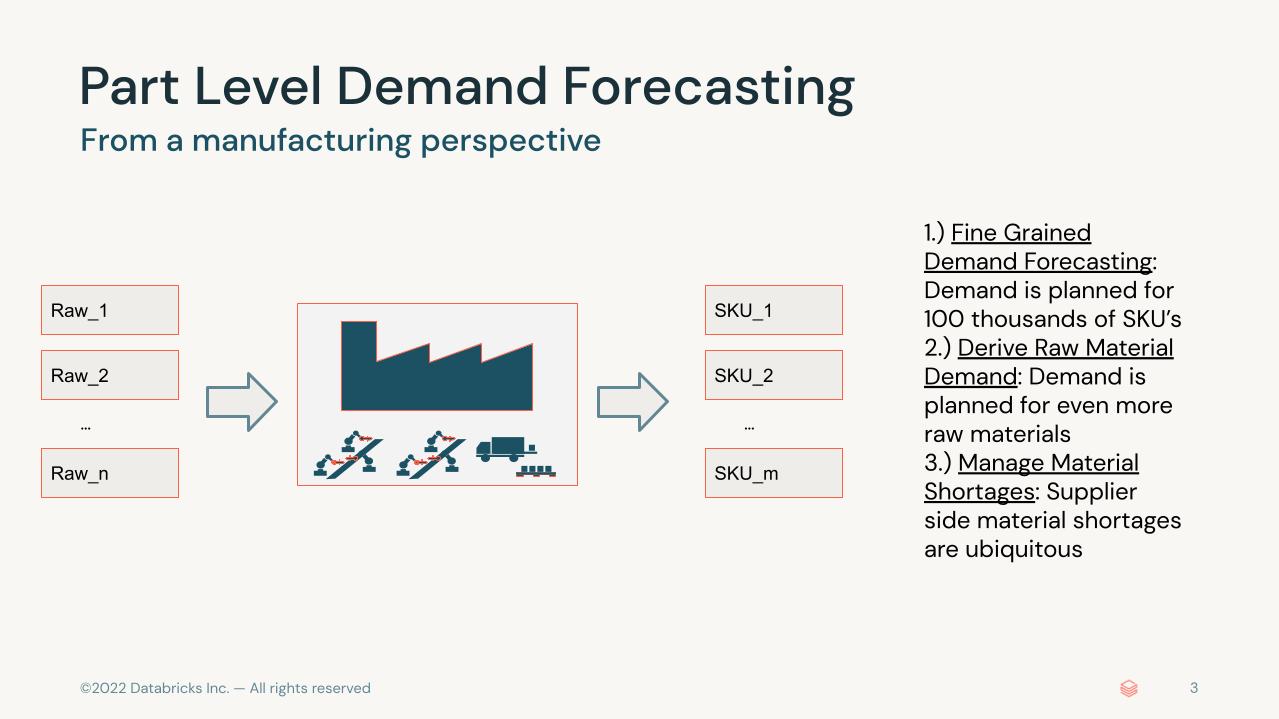 Part Level Demand Forecasting
From a manufacturing perspective
Raw_1
Raw_2
…
Raw_n
SKU_1
SKU_2
…
SKU_m
1.) Fine Grained
Demand Forecasting:
Demand is planned for
100 thousands of SKU’s
2.) Derive Raw Material
Demand: Demand is
planned for even more
raw materials
3.) Manage Material
Shortages: Supplier
side material shortages
are ubiquitous
©2022 Databricks Inc. — All rights reserved
3